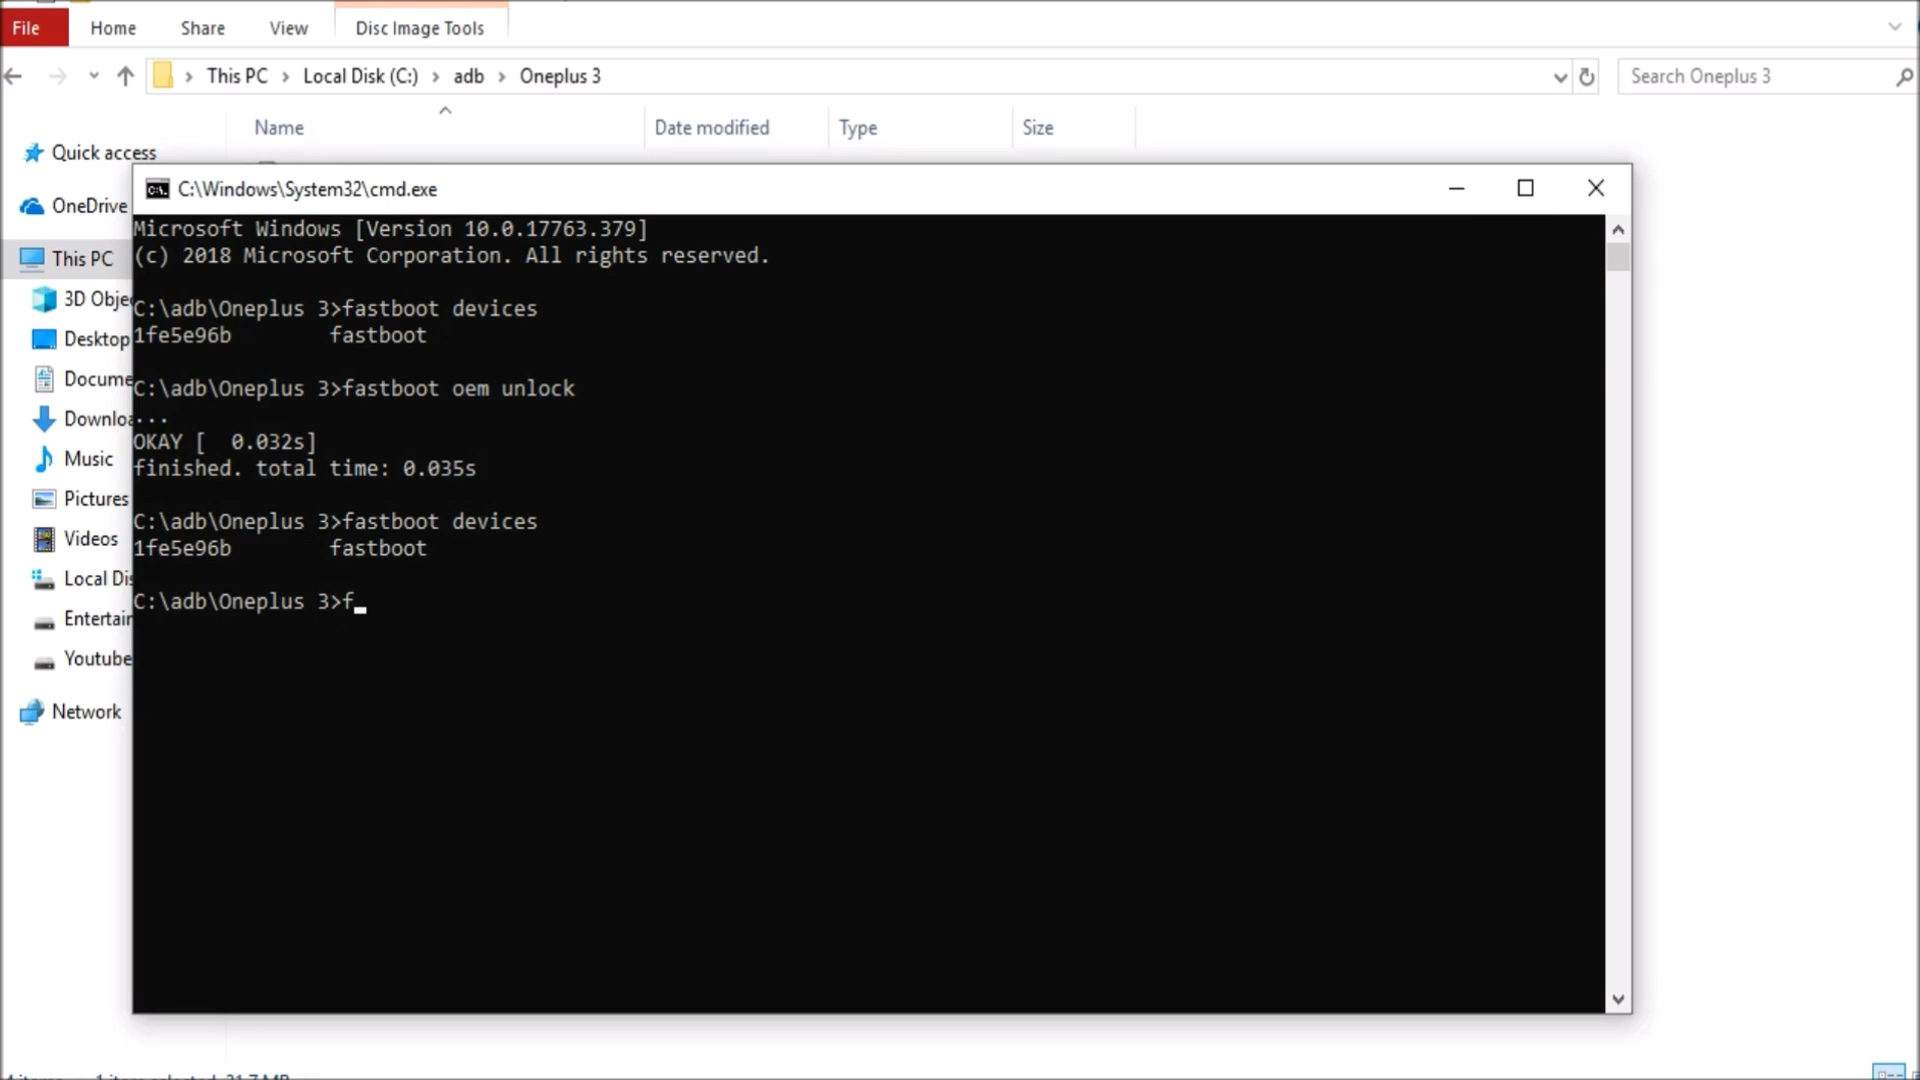 File Home Share View Disc Image Tools
This PC Local Disk (C:) adb Oneplus 3 Search Oneplus 3
Name Date modified Type Size
Quick access
OneDrive
This PC
3D Obje
Desktop
Docume
Downloa
Music
Pictures
Videos
Local Dis
Entertain
Youtube
Network
C:\Windows\System32\cmd.exe
Microsoft Windows [Version 10.0.17763.379]
(c) 2018 Microsoft Corporation. All rights reserved.
C:\adb\Oneplus 3>fastboot devices
1fe5e96b fastboot
C:\adb\Oneplus 3>fastboot oem unlock
...
OKAY [  0.032s]
finished. total time: 0.035s
C:\adb\Oneplus 3>fastboot devices
1fe5e96b fastboot
C:\adb\Oneplus 3>f_